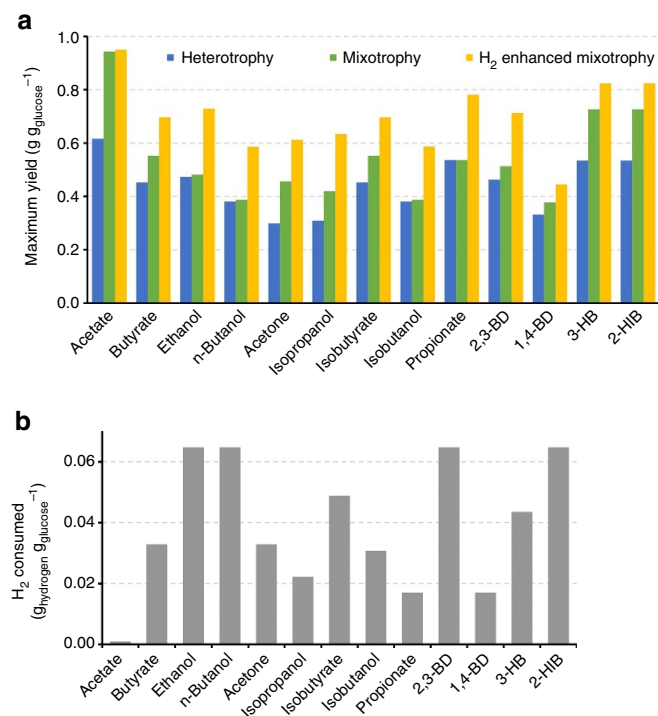 a
Heterotrophy
Mixotrophy
H₂ enhanced mixotrophy
Maximum yield (g g_glucose⁻¹)
1.0
0.8
0.6
0.4
0.2
0.0
Acetate
Butyrate
Ethanol
n-Butanol
Acetone
Isopropanol
Isobutyrate
Isobutanol
Propionate
2,3-BD
1,4-BD
3-HB
2-HIB
b
H₂ consumed
(g_hydrogen g_glucose⁻¹)
0.06
0.04
0.02
0.00
Acetate
Butyrate
Ethanol
n-Butanol
Acetone
Isopropanol
Isobutyrate
Isobutanol
Propionate
2,3-BD
1,4-BD
3-HB
2-HIB